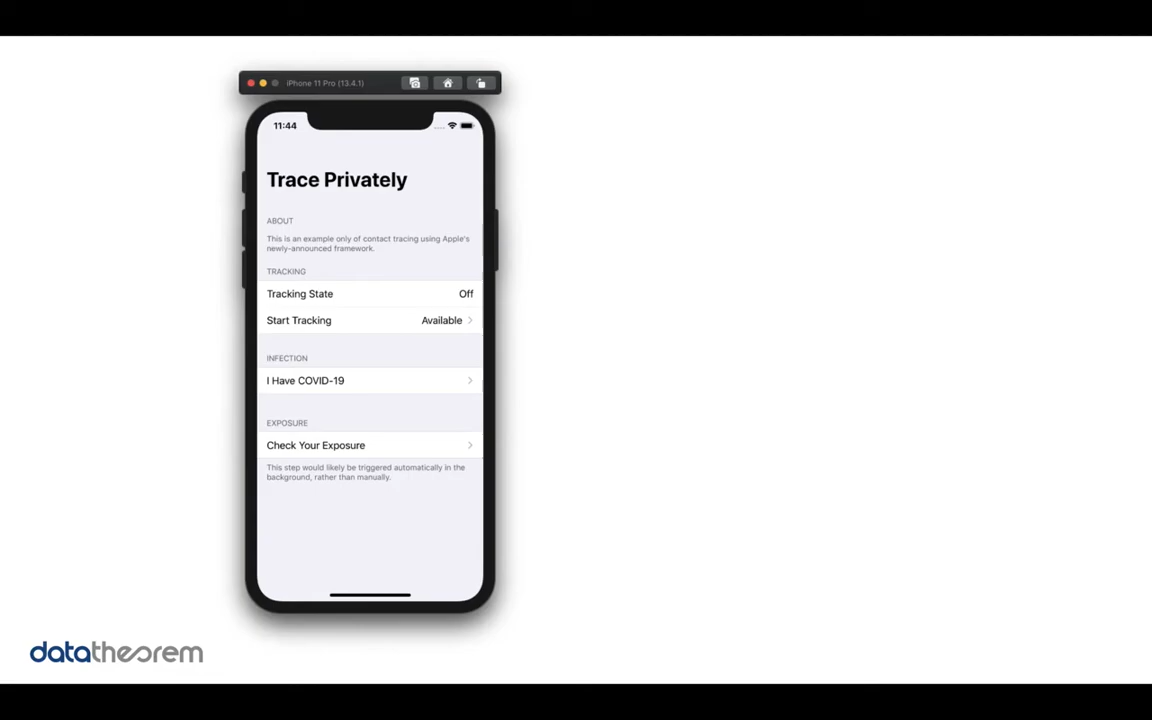 iPhone 11 Pro (13.4.1)
11:44
Trace Privately
ABOUT
This is an example only of contact tracing using Apple's
newly-announced framework.
TRACKING
Tracking State Off
Start Tracking Available
INFECTION
I Have COVID-19
EXPOSURE
Check Your Exposure
This step would likely be triggered automatically in the
background, rather than manually.
datatheorem